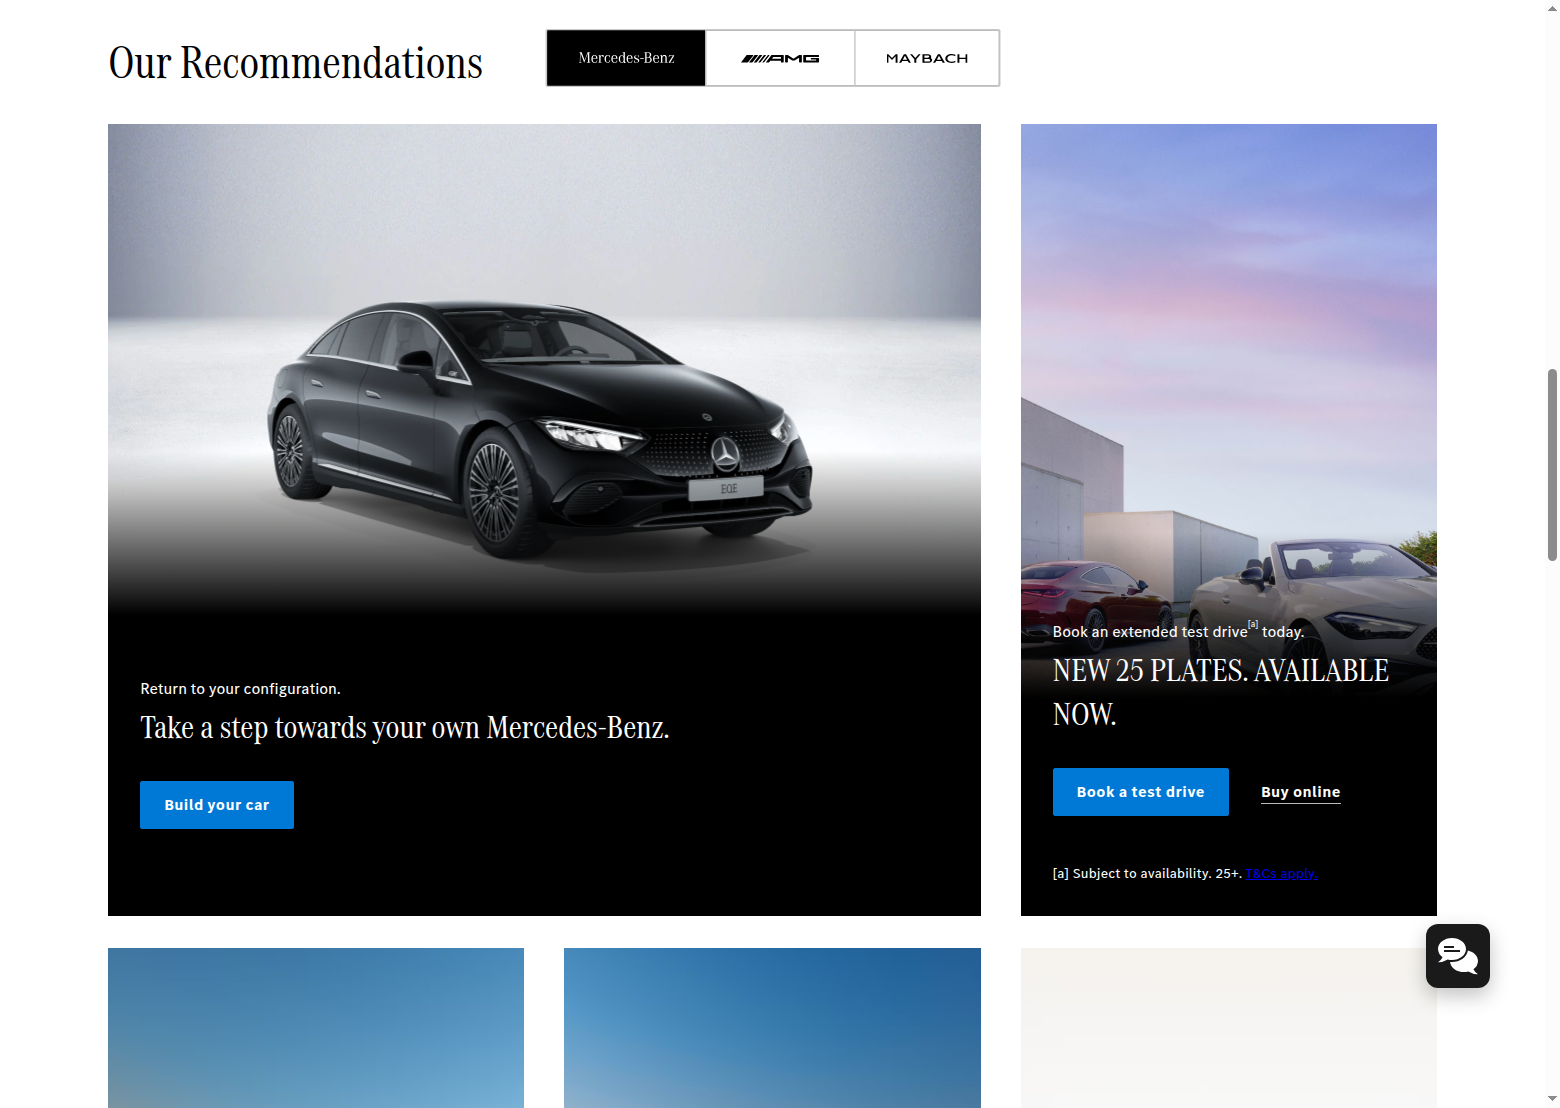 Our Recommendations
Mercedes-Benz
AMG
MAYBACH
EQE
Return to your configuration.
Take a step towards your own Mercedes-Benz.
Build your car
Book an extended test drive[a] today.
NEW 25 PLATES. AVAILABLE
NOW.
Book a test drive
Buy online
[a] Subject to availability. 25+. T&Cs apply.